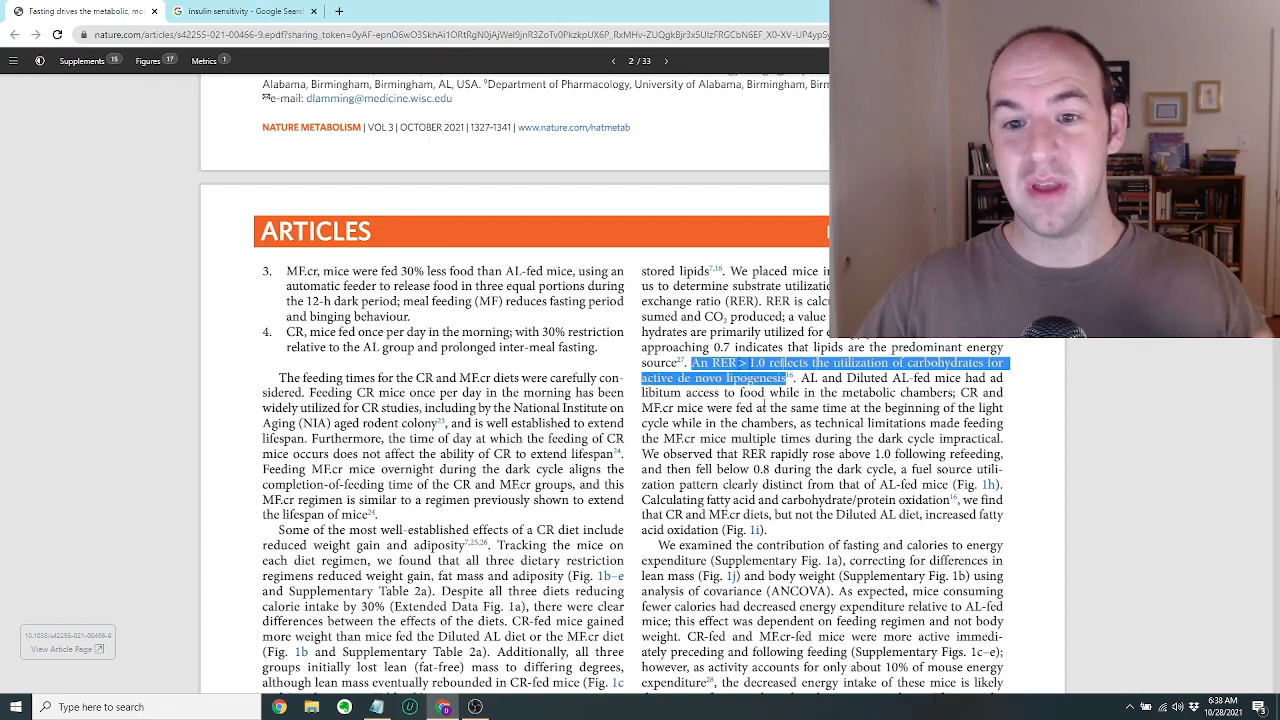 Fasting drives the metabolic, mol
insulin sensitivity - Google Search
Supplements 15
Figures 17
Metrics 1
2 / 33
Alabama, Birmingham, Birmingham, AL, USA. 9Department of Pharmacology, University of Alabama, Birmingham, Birm
e-mail: dlamming@medicine.wisc.edu
NATURE METABOLISM | VOL 3 | OCTOBER 2021 | 1327–1341 | www.nature.com/natmetab
ARTICLES
3. MF.cr, mice were fed 30% less food than AL-fed mice, using an
automatic feeder to release food in three equal portions during
the 12-h dark period; meal feeding (MF) reduces fasting period
and binging behaviour.
4. CR, mice fed once per day in the morning; with 30% restriction
relative to the AL group and prolonged inter-meal fasting.
The feeding times for the CR and MF.cr diets were carefully con-
sidered. Feeding CR mice once per day in the morning has been
widely utilized for CR studies, including by the National Institute on
Aging (NIA) aged rodent colony23, and is well established to extend
lifespan. Furthermore, the time of day at which the feeding of CR
mice occurs does not affect the ability of CR to extend lifespan24.
Feeding MF.cr mice overnight during the dark cycle aligns the
completion-of-feeding time of the CR and MF.cr groups, and this
MF.cr regimen is similar to a regimen previously shown to extend
the lifespan of mice24.
Some of the most well-established effects of a CR diet include
reduced weight gain and adiposity7,25,26. Tracking the mice on
each diet regimen, we found that all three dietary restriction
regimens reduced weight gain, fat mass and adiposity (Fig. 1b–e
and Supplementary Table 2a). Despite all three diets reducing
calorie intake by 30% (Extended Data Fig. 1a), there were clear
differences between the effects of the diets. CR-fed mice gained
more weight than mice fed the Diluted AL diet or the MF.cr diet
(Fig. 1b and Supplementary Table 2a). Additionally, all three
groups initially lost lean (fat-free) mass to differing degrees,
although lean mass eventually rebounded in CR-fed mice (Fig. 1c
stored lipids7,16. We placed mice in
us to determine substrate utilizati
exchange ratio (RER). RER is calc
sumed and CO2 produced; a value
hydrates are primarily utilized for e
approaching 0.7 indicates that lipids are the predominant energy
source27. An RER > 1.0 reflects the utilization of carbohydrates for
active de novo lipogenesis16. AL and Diluted AL-fed mice had ad
libitum access to food while in the metabolic chambers; CR and
MF.cr mice were fed at the same time at the beginning of the light
cycle while in the chambers, as technical limitations made feeding
the MF.cr mice multiple times during the dark cycle impractical.
We observed that RER rapidly rose above 1.0 following refeeding,
and then fell below 0.8 during the dark cycle, a fuel source utili-
zation pattern clearly distinct from that of AL-fed mice (Fig. 1h).
Calculating fatty acid and carbohydrate/protein oxidation16, we find
that CR and MF.cr diets, but not the Diluted AL diet, increased fatty
acid oxidation (Fig. 1i).
We examined the contribution of fasting and calories to energy
expenditure (Supplementary Fig. 1a), correcting for differences in
lean mass (Fig. 1j) and body weight (Supplementary Fig. 1b) using
analysis of covariance (ANCOVA). As expected, mice consuming
fewer calories had decreased energy expenditure relative to AL-fed
mice; this effect was dependent on feeding regimen and not body
weight. CR-fed and MF.cr-fed mice were more active immedi-
ately preceding and following feeding (Supplementary Figs. 1c–e);
however, as activity accounts for only about 10% of mouse energy
expenditure28, the decreased energy intake of these mice is likely
10.1038/s42255-021-00466-9
View Article Page
Type here to search
6:38 AM
10/28/2021